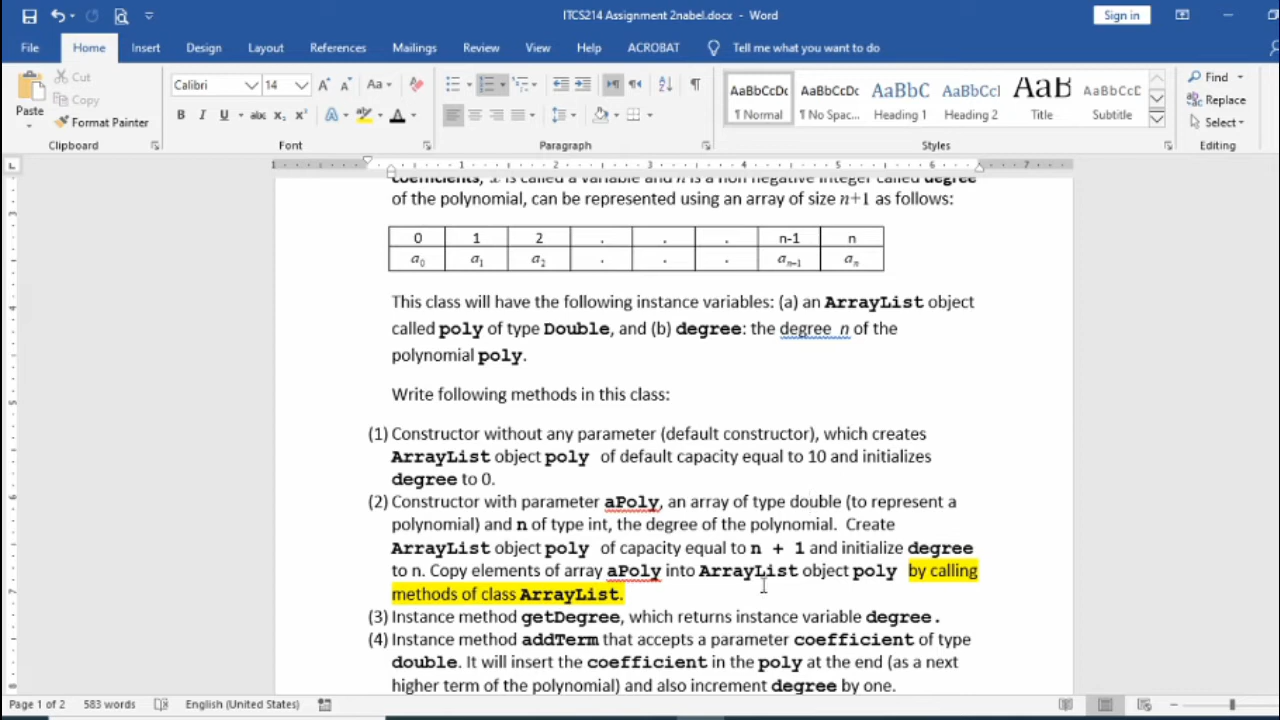 ITCS214 Assignment 2nabel.docx - Word
Sign in
File Home Insert Design Layout References Mailings Review View Help ACROBAT Tell me what you want to do
Paste
Cut
Copy
Format Painter
Clipboard
Calibri 14
Font
Paragraph
AaBbCcDc AaBbCcDc AaBbC AaBbCcl AaB AaBbCcD
¶ Normal ¶ No Spac... Heading 1 Heading 2 Title Subtitle
Styles
Find
Replace
Select
Editing
coefficients, x is called a variable and n is a non negative integer called degree
of the polynomial, can be represented using an array of size n+1 as follows:
0 1 2 . . . n-1 n
a0 a1 a2 . . . an-1 an
This class will have the following instance variables: (a) an ArrayList object
called poly of type Double, and (b) degree: the degree n of the
polynomial poly.
Write following methods in this class:
(1) Constructor without any parameter (default constructor), which creates
ArrayList object poly of default capacity equal to 10 and initializes
degree to 0.
(2) Constructor with parameter aPoly, an array of type double (to represent a
polynomial) and n of type int, the degree of the polynomial. Create
ArrayList object poly of capacity equal to n + 1 and initialize degree
to n. Copy elements of array aPoly into ArrayList object poly by calling
methods of class ArrayList.
(3) Instance method getDegree, which returns instance variable degree.
(4) Instance method addTerm that accepts a parameter coefficient of type
double. It will insert the coefficient in the poly at the end (as a next
higher term of the polynomial) and also increment degree by one.
Page 1 of 2 583 words English (United States)